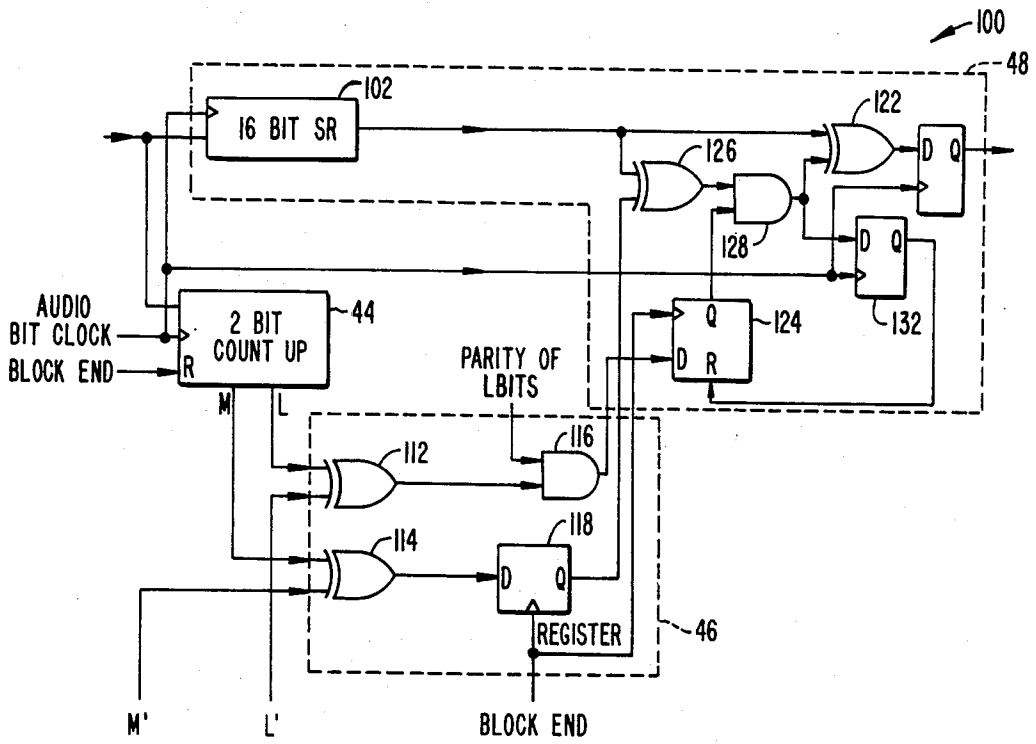 100
48
102
16 BIT SR
122
126
D Q
128
D Q
132
AUDIO
BIT CLOCK
BLOCK END
2 BIT
COUNT UP
R
44
M L
PARITY OF
LBITS
Q
D
R
124
112
116
114
118
D Q
REGISTER
46
M'
L'
BLOCK END